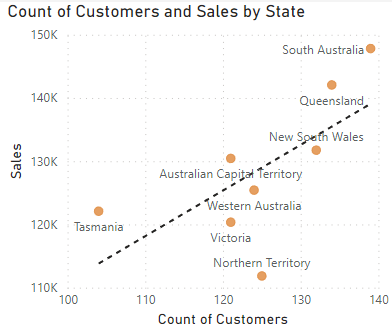 Count of Customers and Sales by State
150K
140K
130K
120K
110K
Sales
South Australia
Queensland
New South Wales
Australian Capital Territory
Western Australia
Tasmania
Victoria
Northern Territory
100 110 120 130 140
Count of Customers